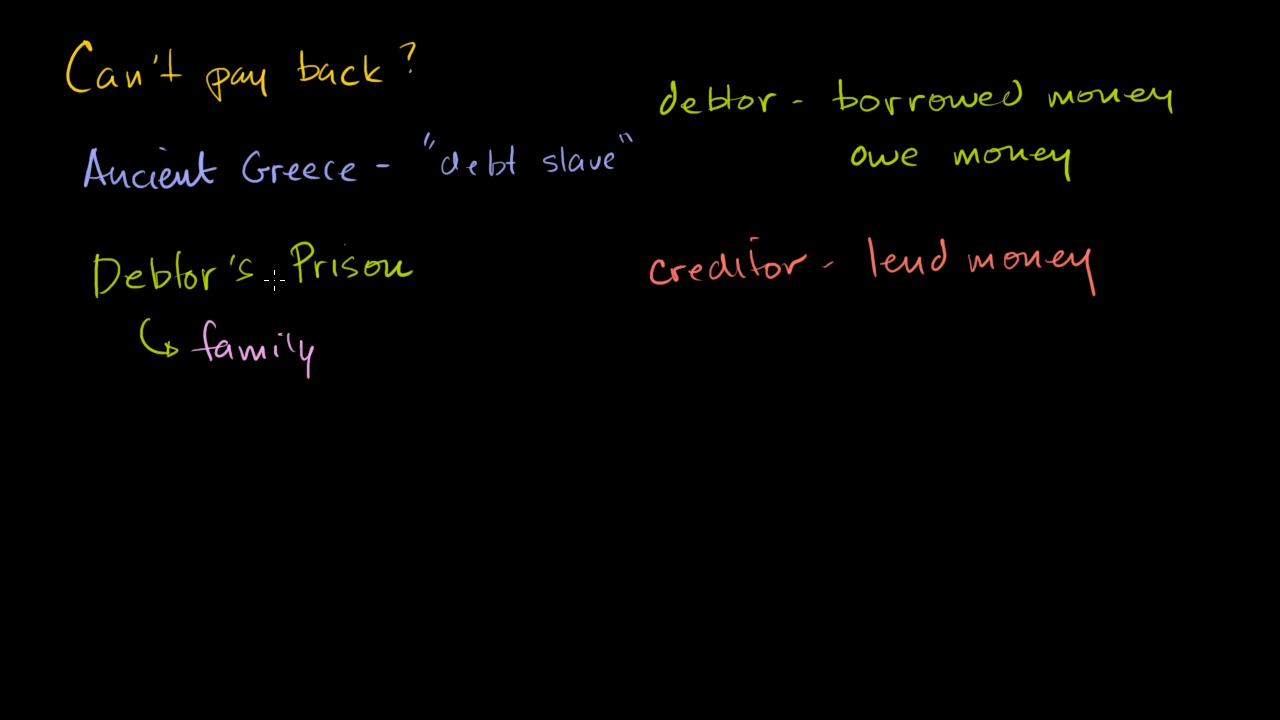 Can't pay back?
Ancient Greece - "debt slave"
Debtor's Prison
family
debtor - borrowed money
owe money
creditor - lend money